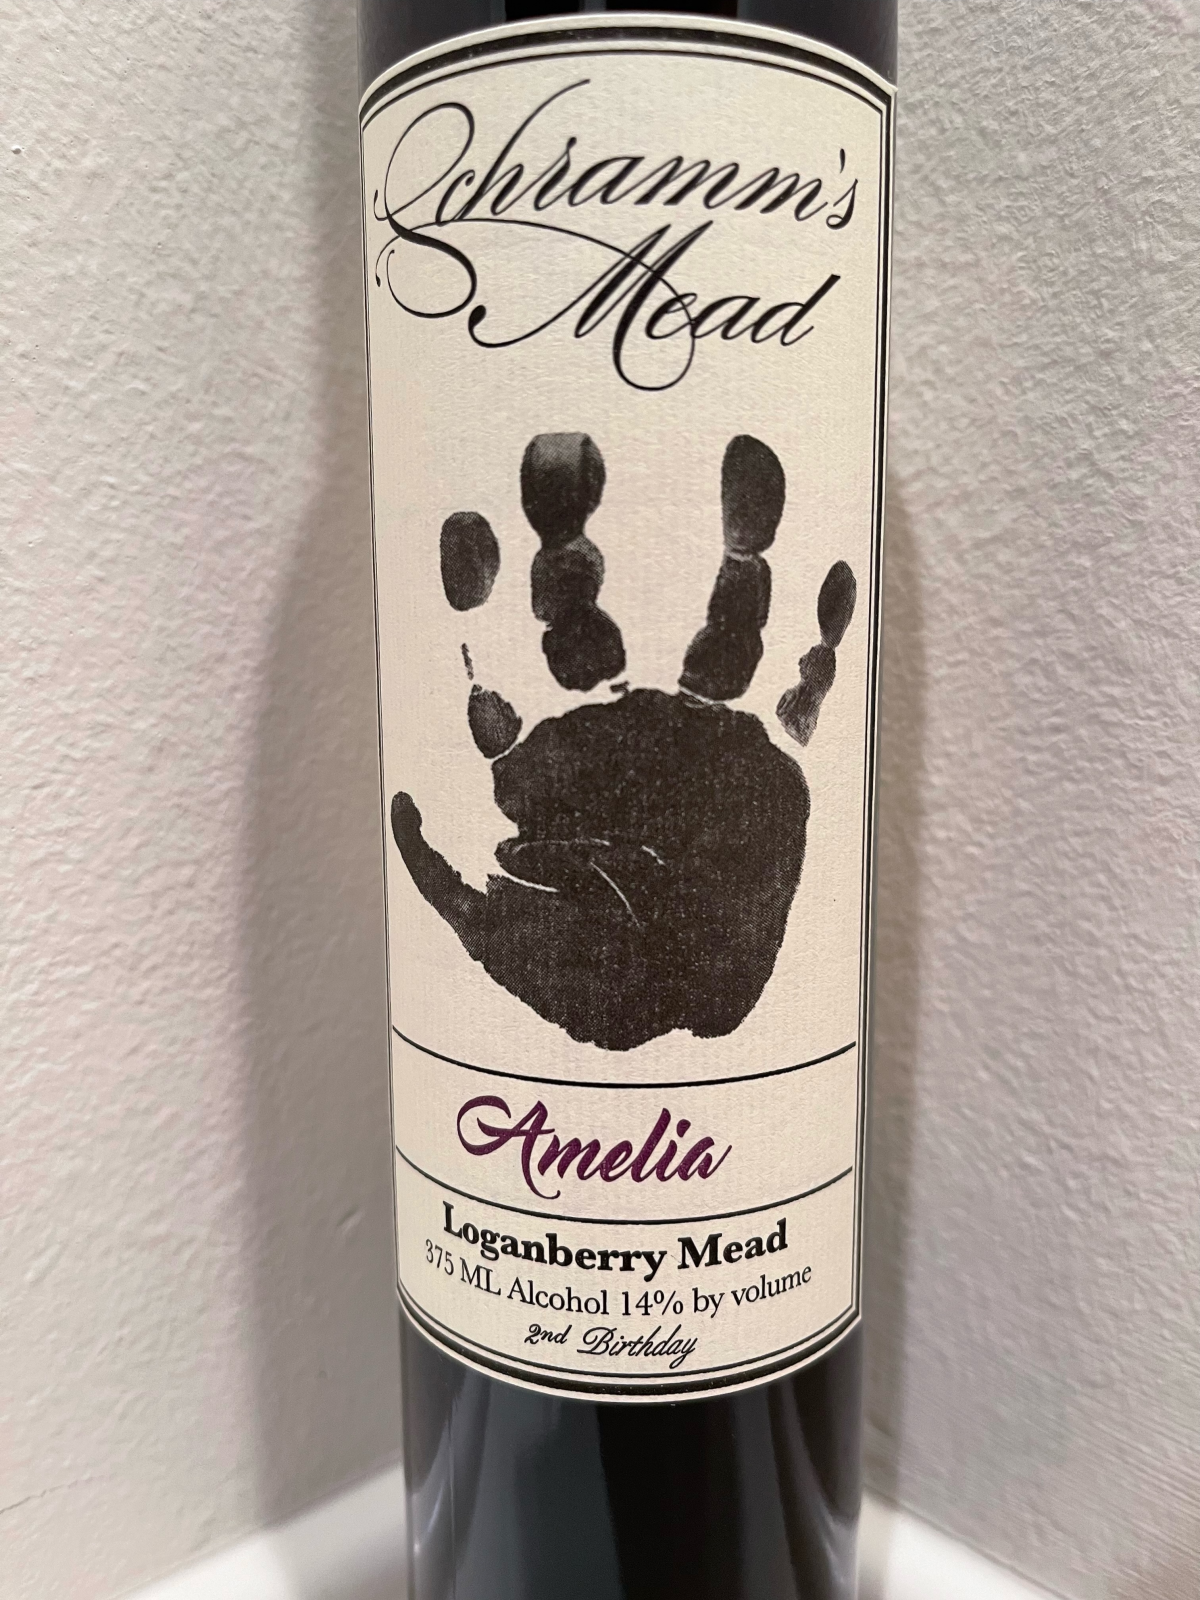 Schramm's
Mead
Amelia
Loganberry Mead
375 ML Alcohol 14% by volume
2nd Birthday